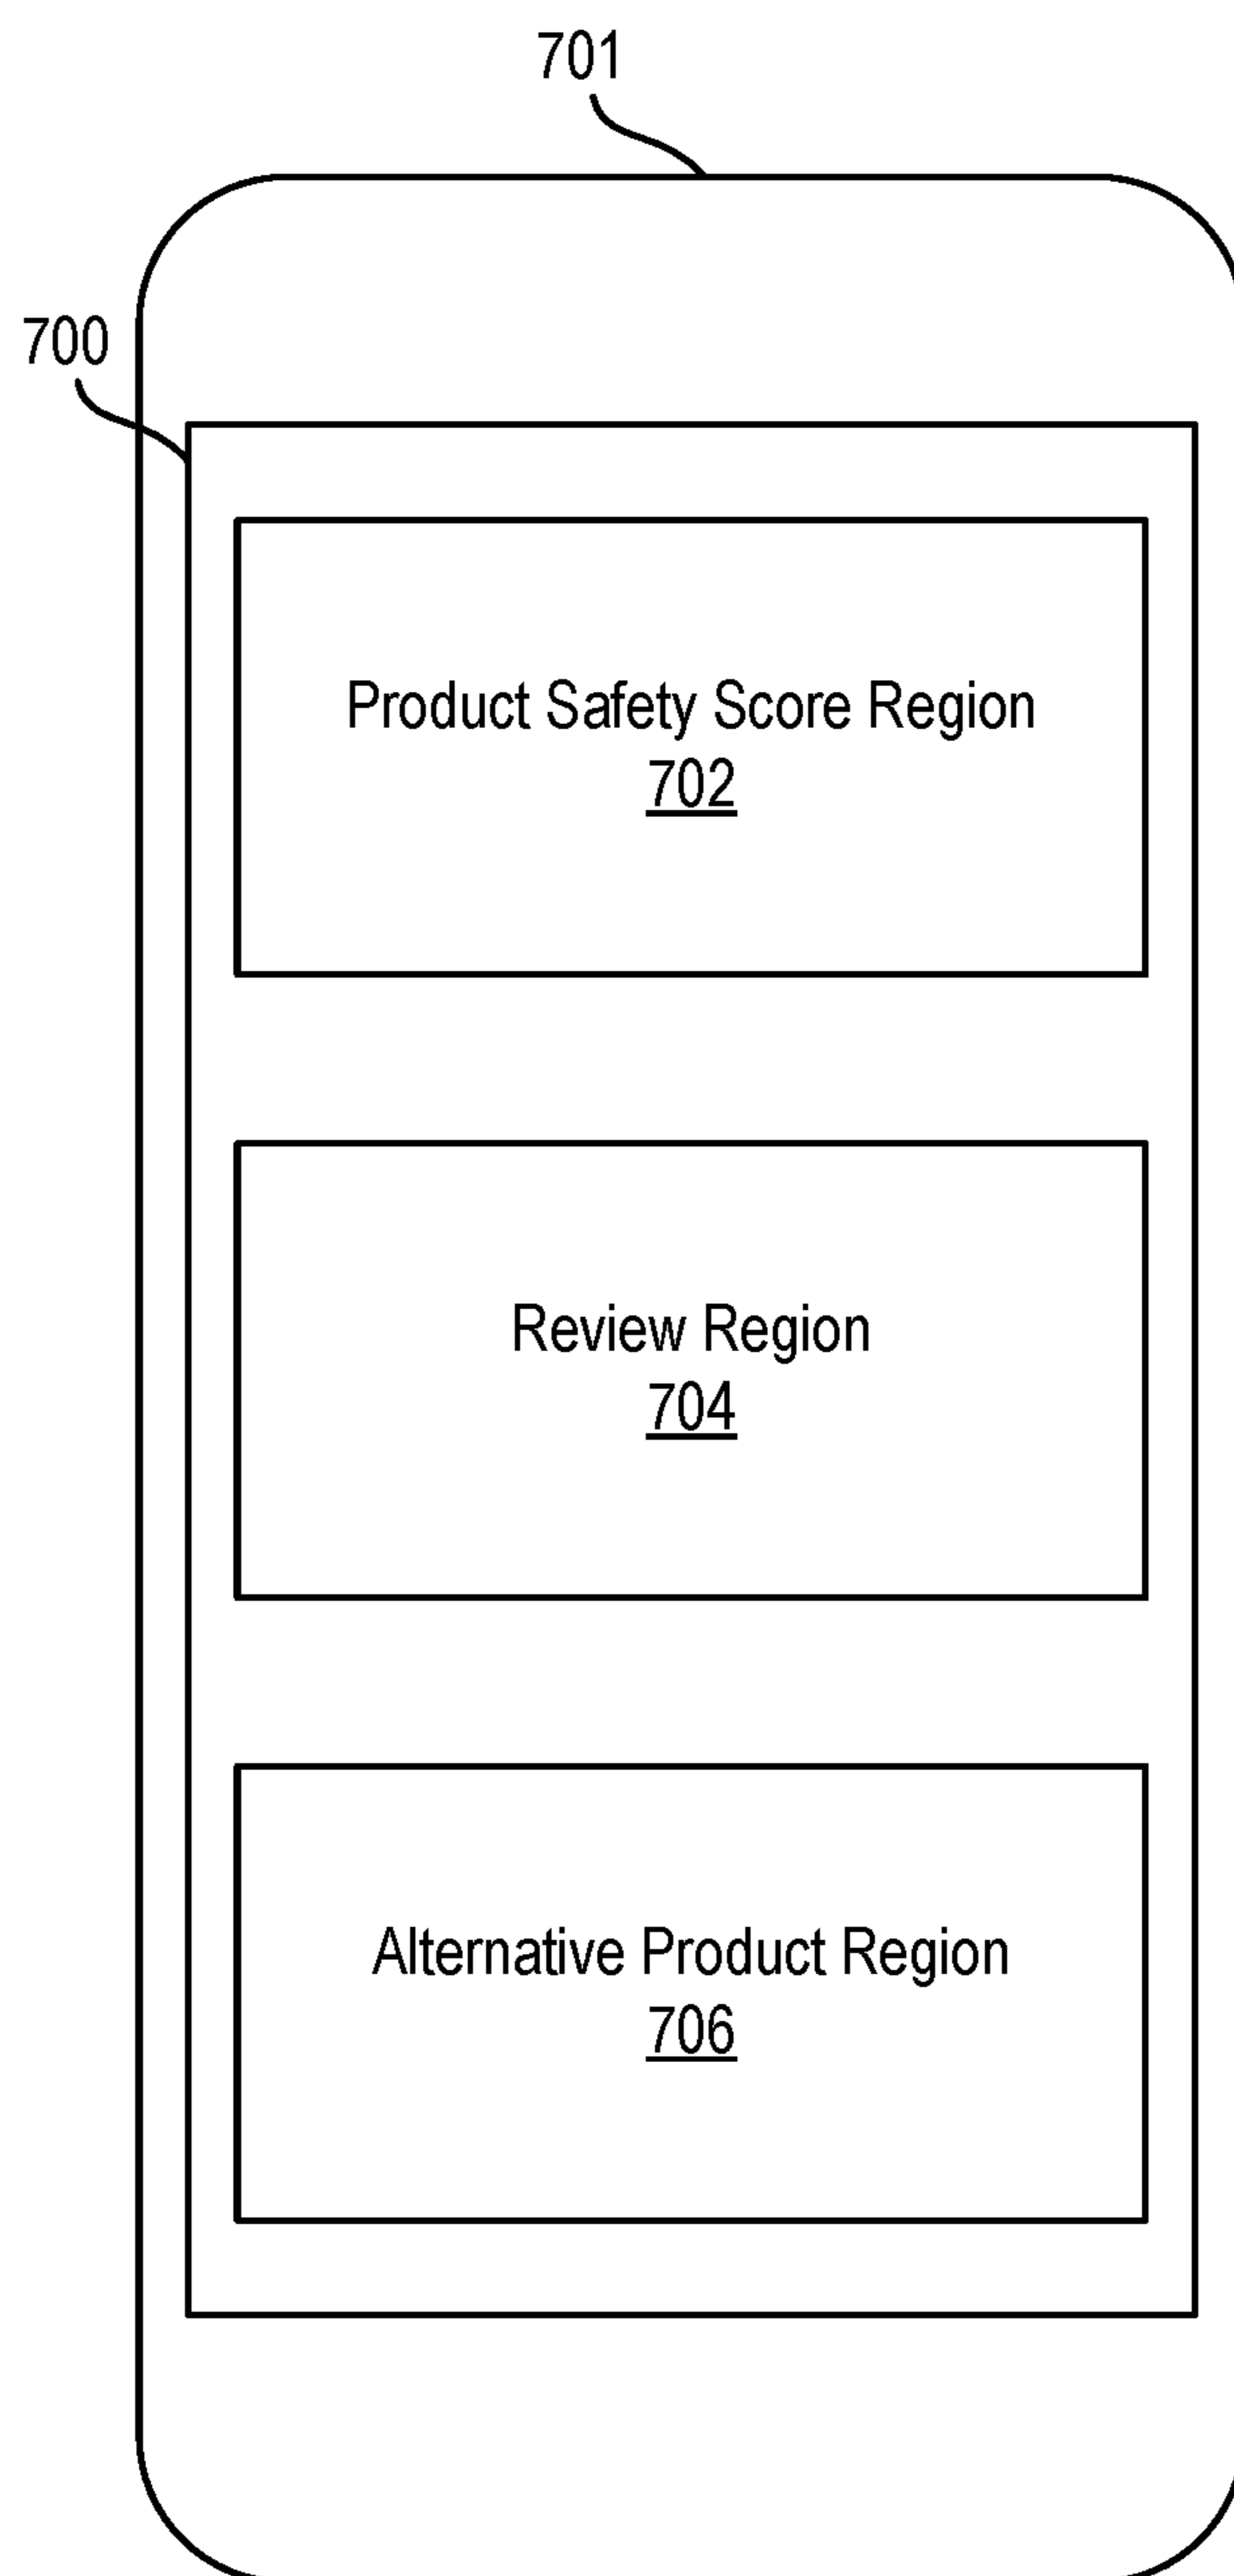 701
700
Product Safety Score Region
702
Review Region
704
Alternative Product Region
706